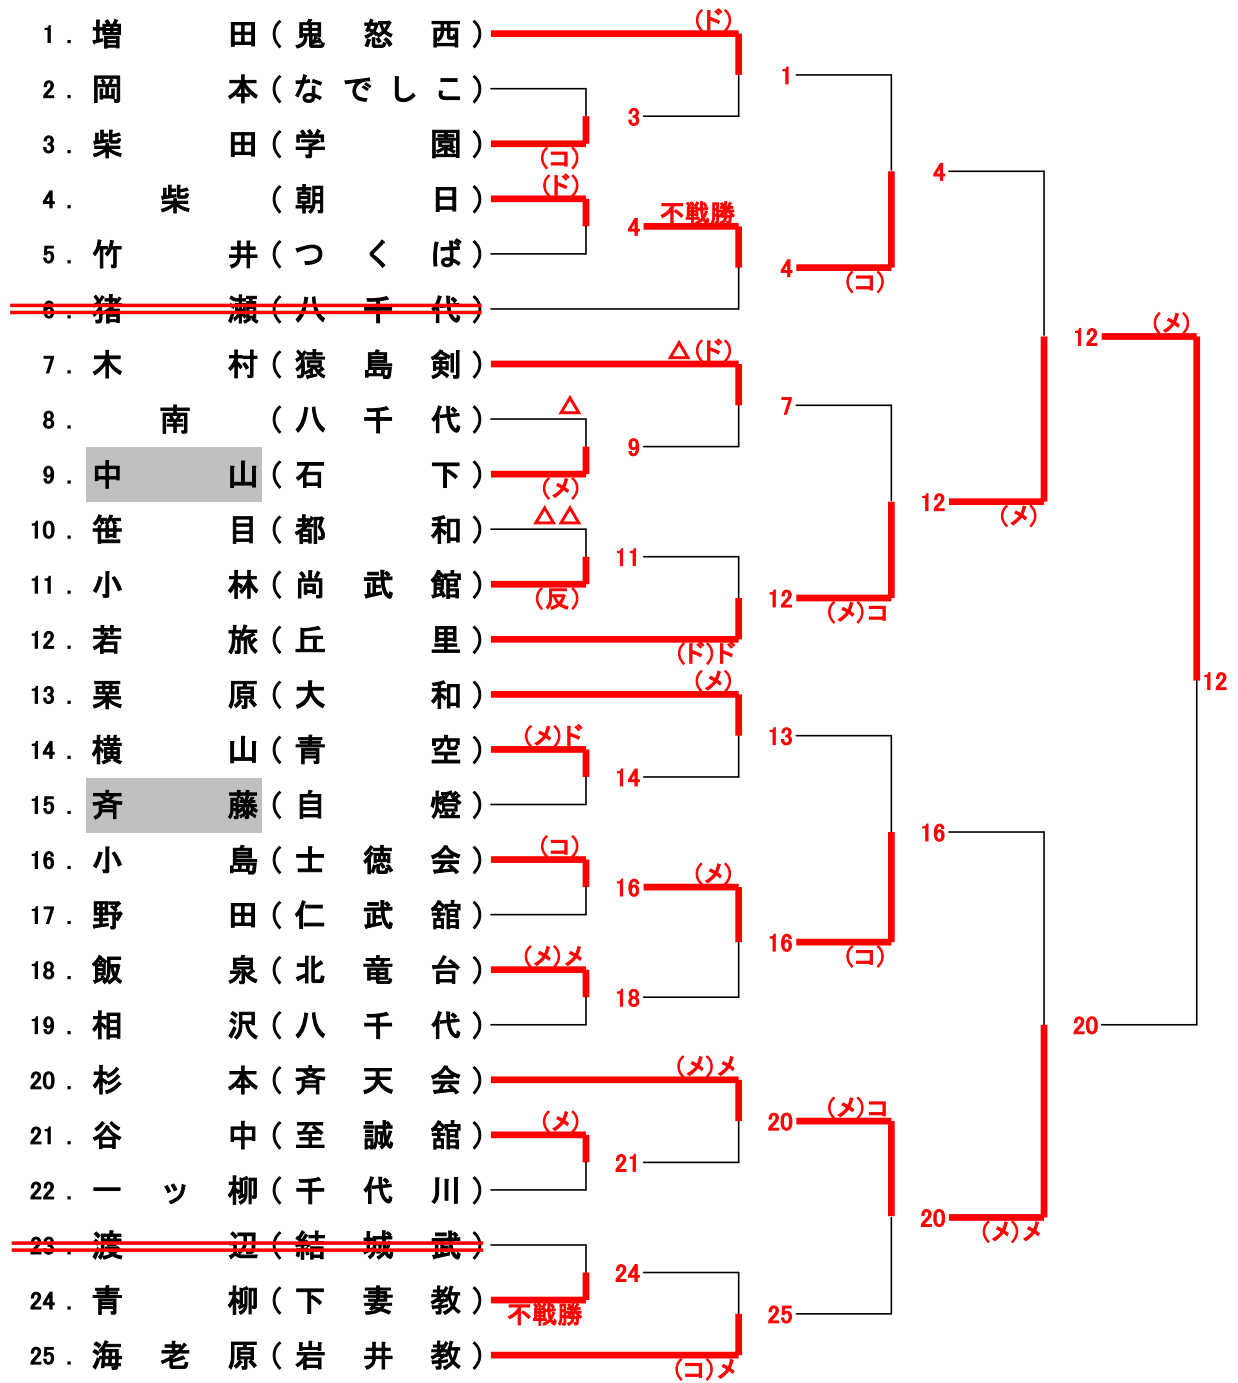 1．増田（鬼怒西） (ド)
2．岡本（なでしこ）
3．柴田（学園） (コ)
4．柴（朝日） (ド)
5．竹井（つくば）
6．猪瀬（八千代）
7．木村（猿島剣） △(ド)
8．南（八千代） △
9．中山（石下） (メ)
10．笹目（都和） △△
11．小林（尚武館） (反)
12．若旅（丘里） (ド)ド
13．栗原（大和） (メ)
14．横山（青空） (メ)ド
15．斉藤（自燈）
16．小島（士徳会） (コ)
17．野田（仁武舘）
18．飯泉（北竜台） (メ)メ
19．相沢（八千代）
20．杉本（斉天会） (メ)メ
21．谷中（至誠舘） (メ)
22．一ッ柳（千代川）
23．渡辺（結城武）
24．青柳（下妻教） 不戦勝
25．海老原（岩井教） (コ)メ
3
4 不戦勝
9
11
14
16 (メ)
18
21
24
1
4 (コ)
7
12 (メ)コ
13
16 (コ)
20 (メ)コ
25
4
12 (メ)
16
20 (メ)メ
12 (メ)
20
12